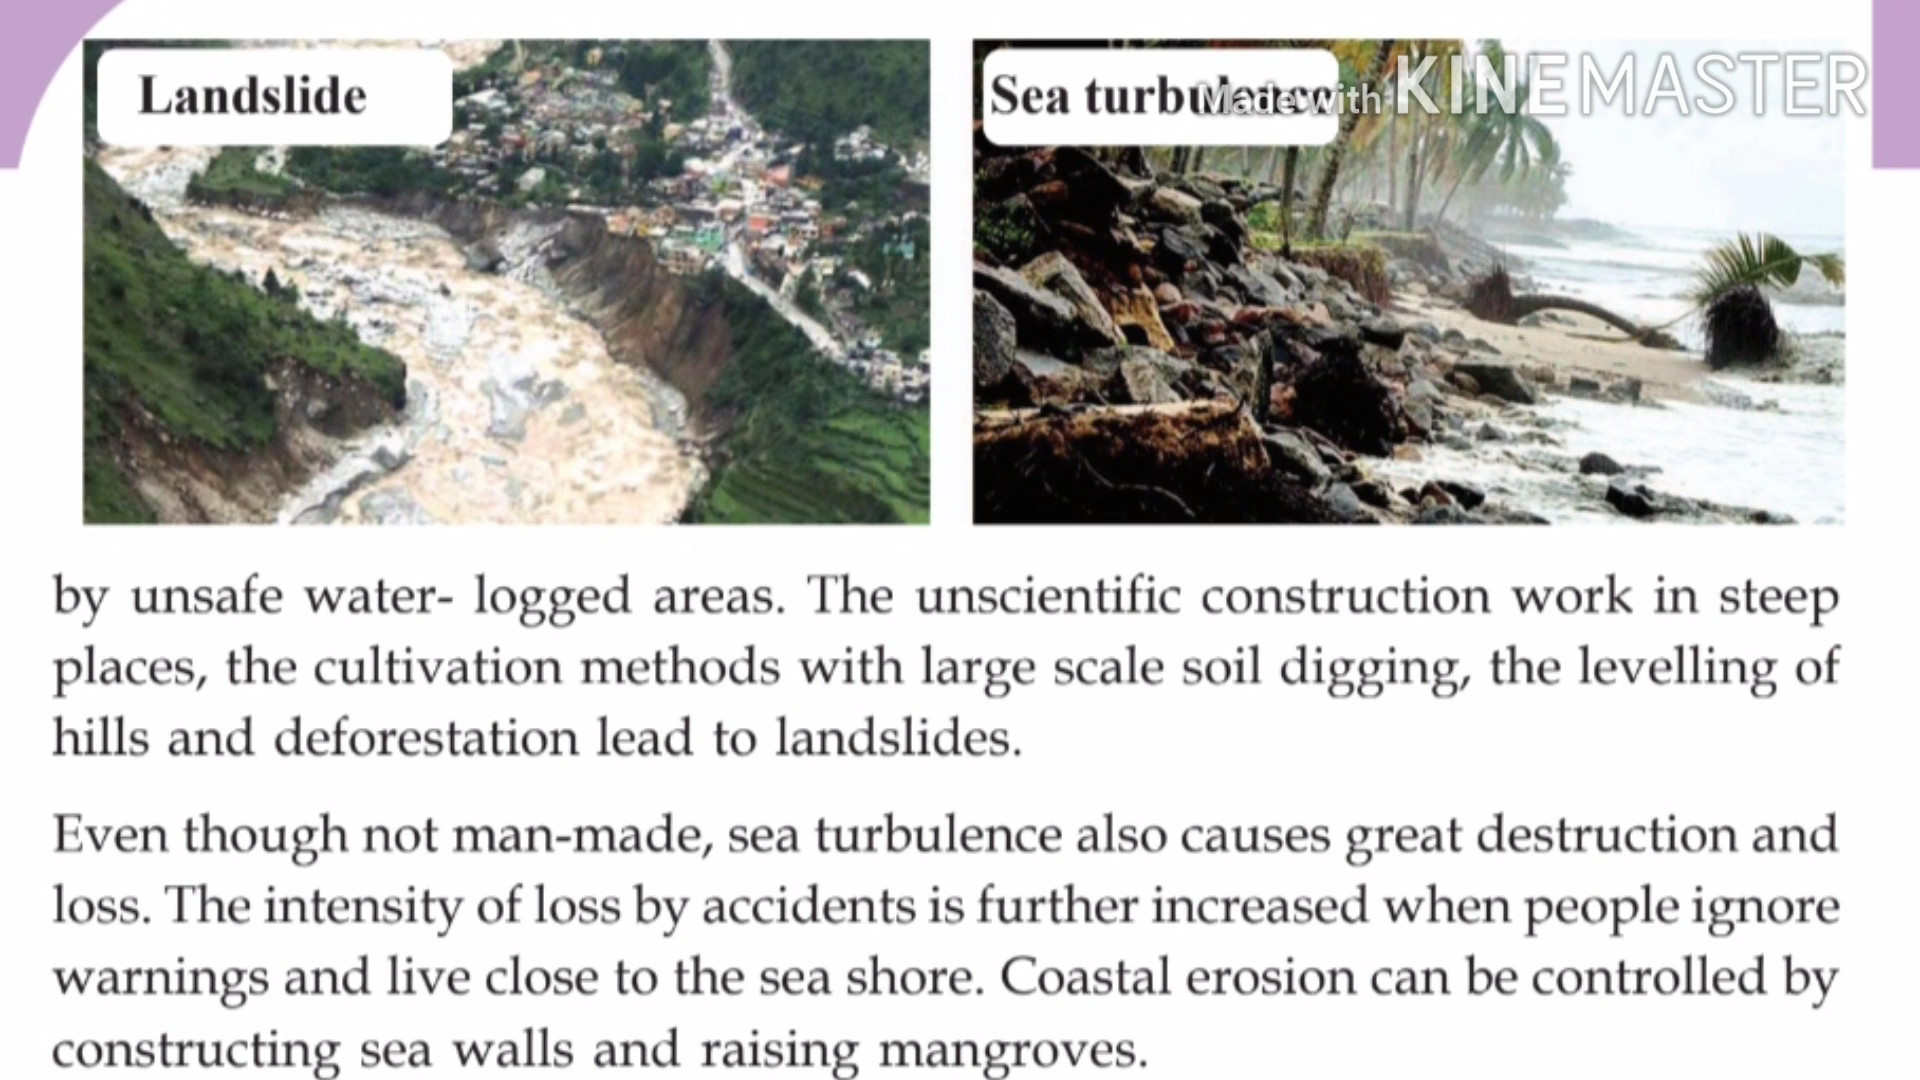 Landslide
Sea turbulence
Made with KINEMASTER
by unsafe water- logged areas. The unscientific construction work in steep
places, the cultivation methods with large scale soil digging, the levelling of
hills and deforestation lead to landslides.
Even though not man-made, sea turbulence also causes great destruction and
loss. The intensity of loss by accidents is further increased when people ignore
warnings and live close to the sea shore. Coastal erosion can be controlled by
constructing sea walls and raising mangroves.